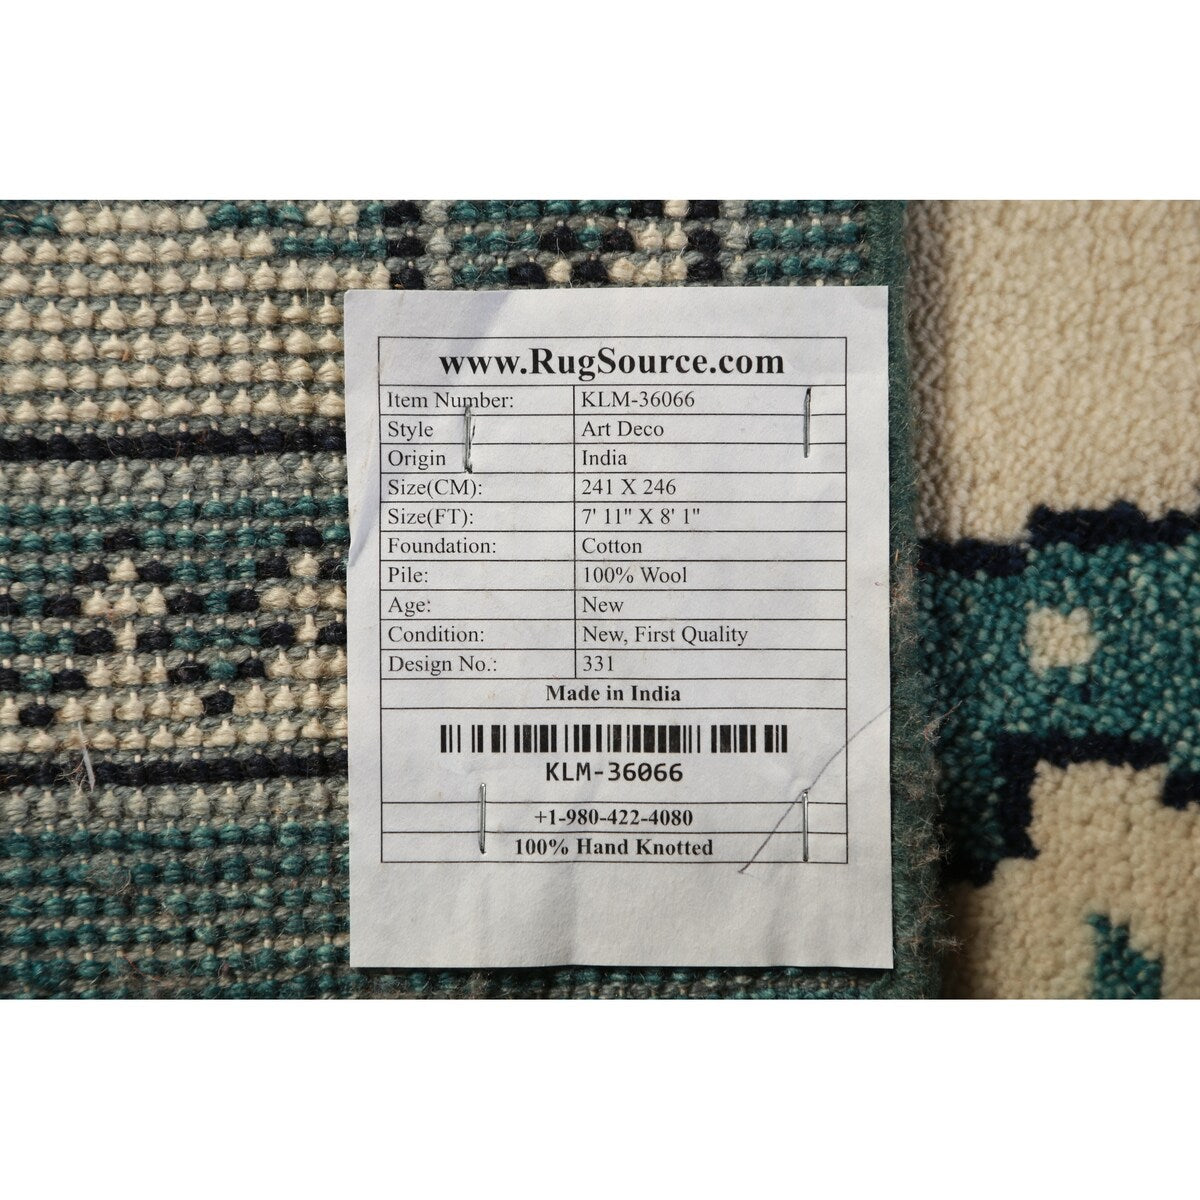 www.RugSource.com
Item Number: KLM-36066
Style Art Deco
Origin India
Size(CM): 241 X 246
Size(FT): 7' 11" X 8' 1"
Foundation: Cotton
Pile: 100% Wool
Age: New
Condition: New, First Quality
Design No.: 331
Made in India
KLM-36066
+1-980-422-4080
100% Hand Knotted